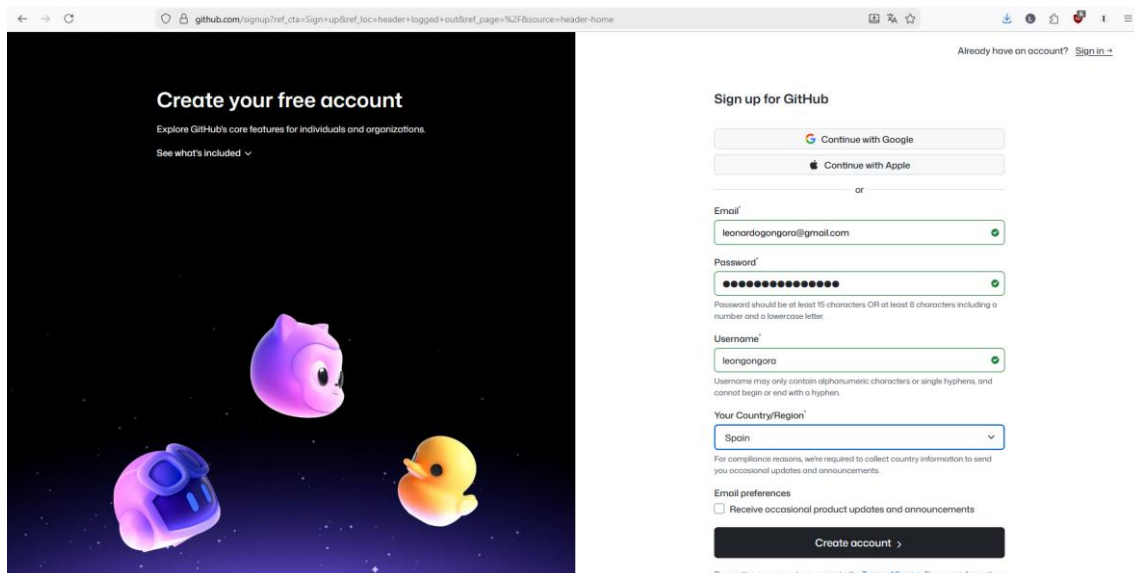 github.com/signup?ref_cta=Sign+up&ref_loc=header+logged+out&ref_page=%2F&source=header-home
Already have an account? Sign in →
Create your free account
Explore GitHub's core features for individuals and organizations.
See what's included
Sign up for GitHub
Continue with Google
Continue with Apple
or
Email*
leonardogongora@gmail.com
Password*
●●●●●●●●●●●●●●●
Password should be at least 15 characters OR at least 8 characters including a
number and a lowercase letter.
Username*
leongongora
Username may only contain alphanumeric characters or single hyphens, and
cannot begin or end with a hyphen.
Your Country/Region*
Spain
For compliance reasons, we're required to collect country information to send
you occasional updates and announcements.
Email preferences
Receive occasional product updates and announcements
Create account >